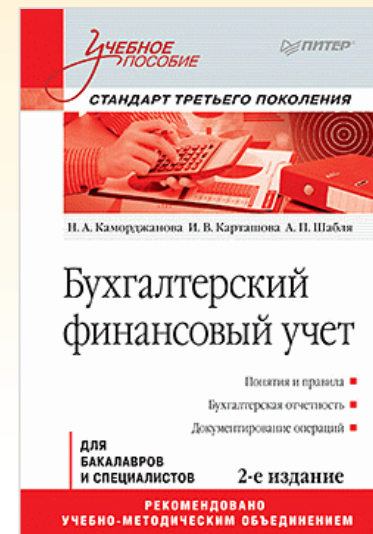 УЧЕБНОЕ
ПОСОБИЕ
ПИТЕР®
СТАНДАРТ ТРЕТЬЕГО ПОКОЛЕНИЯ
Н. А. Каморджанова И. В. Карташова А. П. Шабля
Бухгалтерский
финансовый учет
Понятия и правила
Бухгалтерская отчетность
Документирование операций
ДЛЯ
БАКАЛАВРОВ
И СПЕЦИАЛИСТОВ
2-е издание
РЕКОМЕНДОВАНО
УЧЕБНО-МЕТОДИЧЕСКИМ ОБЪЕДИНЕНИЕМ